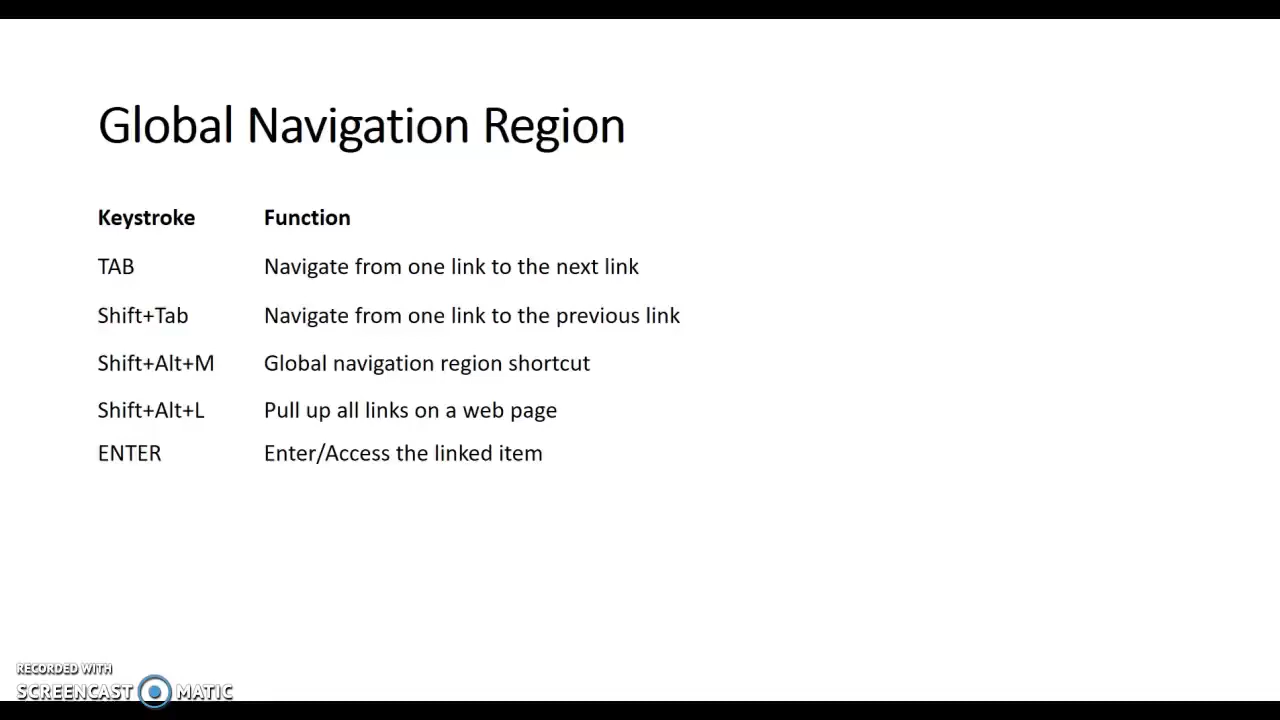 Global Navigation Region
Keystroke Function
TAB Navigate from one link to the next link
Shift+Tab Navigate from one link to the previous link
Shift+Alt+M Global navigation region shortcut
Shift+Alt+L Pull up all links on a web page
ENTER Enter/Access the linked item
RECORDED WITH
SCREENCAST MATIC